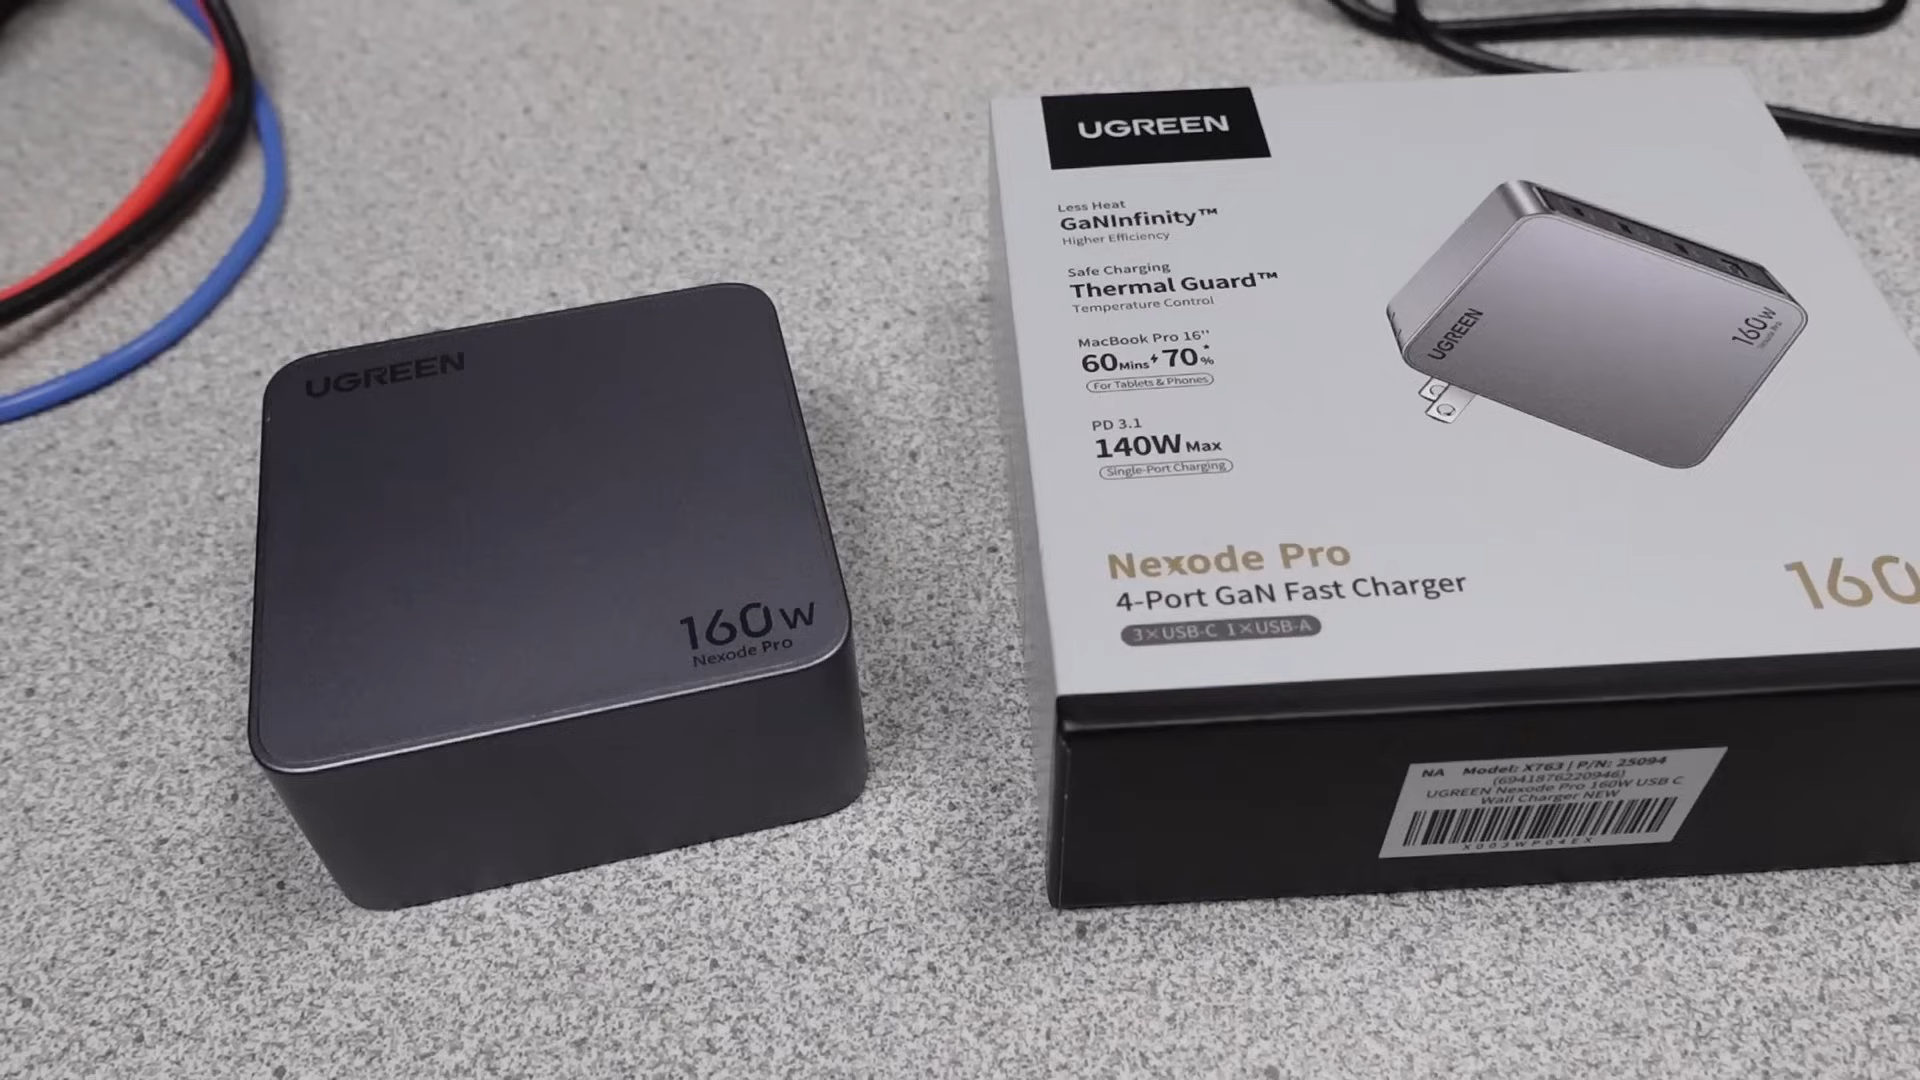 UGREEN
160W
Nexode Pro
UGREEN
Less Heat
GaNInfinity™
Higher Efficiency
Safe Charging
Thermal Guard™
Temperature Control
MacBook Pro 16''
60Mins⚡70%*
For Tablets & Phones
PD 3.1
140W Max
Single-Port Charging
UGREEN
160W
Nexode Pro
Nexode Pro
4-Port GaN Fast Charger
3×USB-C 1×USB-A
160
NA Model: X763 | P/N: 25094
(6941876220946)
UGREEN Nexode Pro 160W USB C
Wall Charger NEW
X003WP04EX